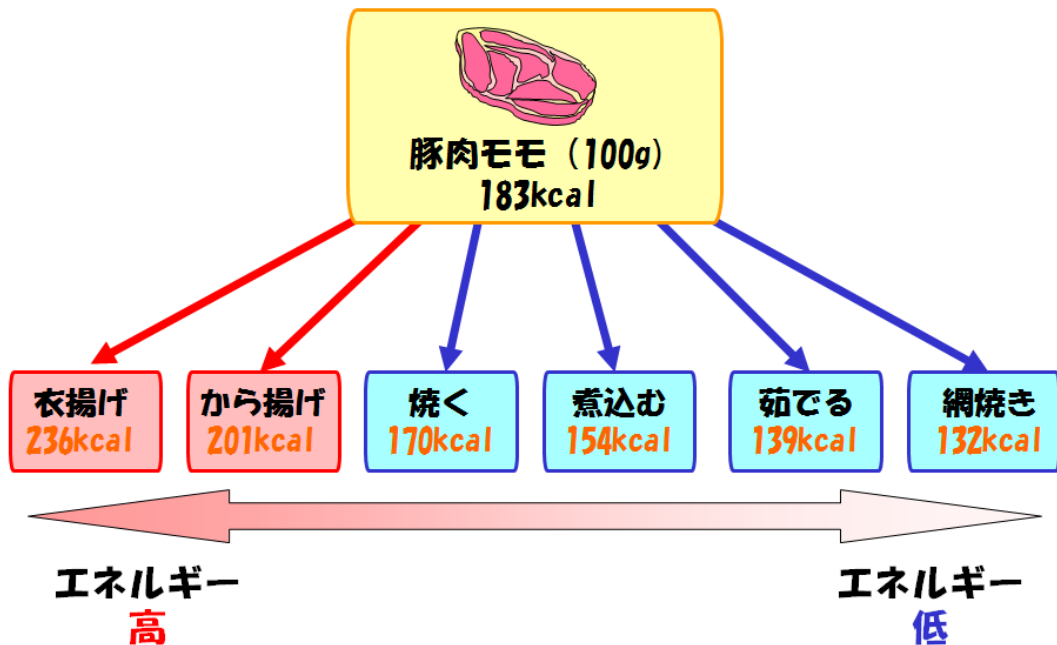 豚肉モモ（100g）
183kcal
衣揚げ
236kcal
から揚げ
201kcal
焼く
170kcal
煮込む
154kcal
茹でる
139kcal
網焼き
132kcal
エネルギー
高
エネルギー
低